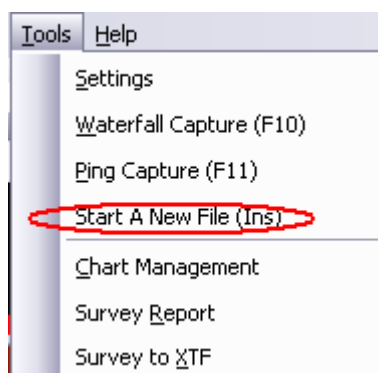 Tools Help
Settings
Waterfall Capture (F10)
Ping Capture (F11)
Start A New File (Ins)
Chart Management
Survey Report
Survey to XTF